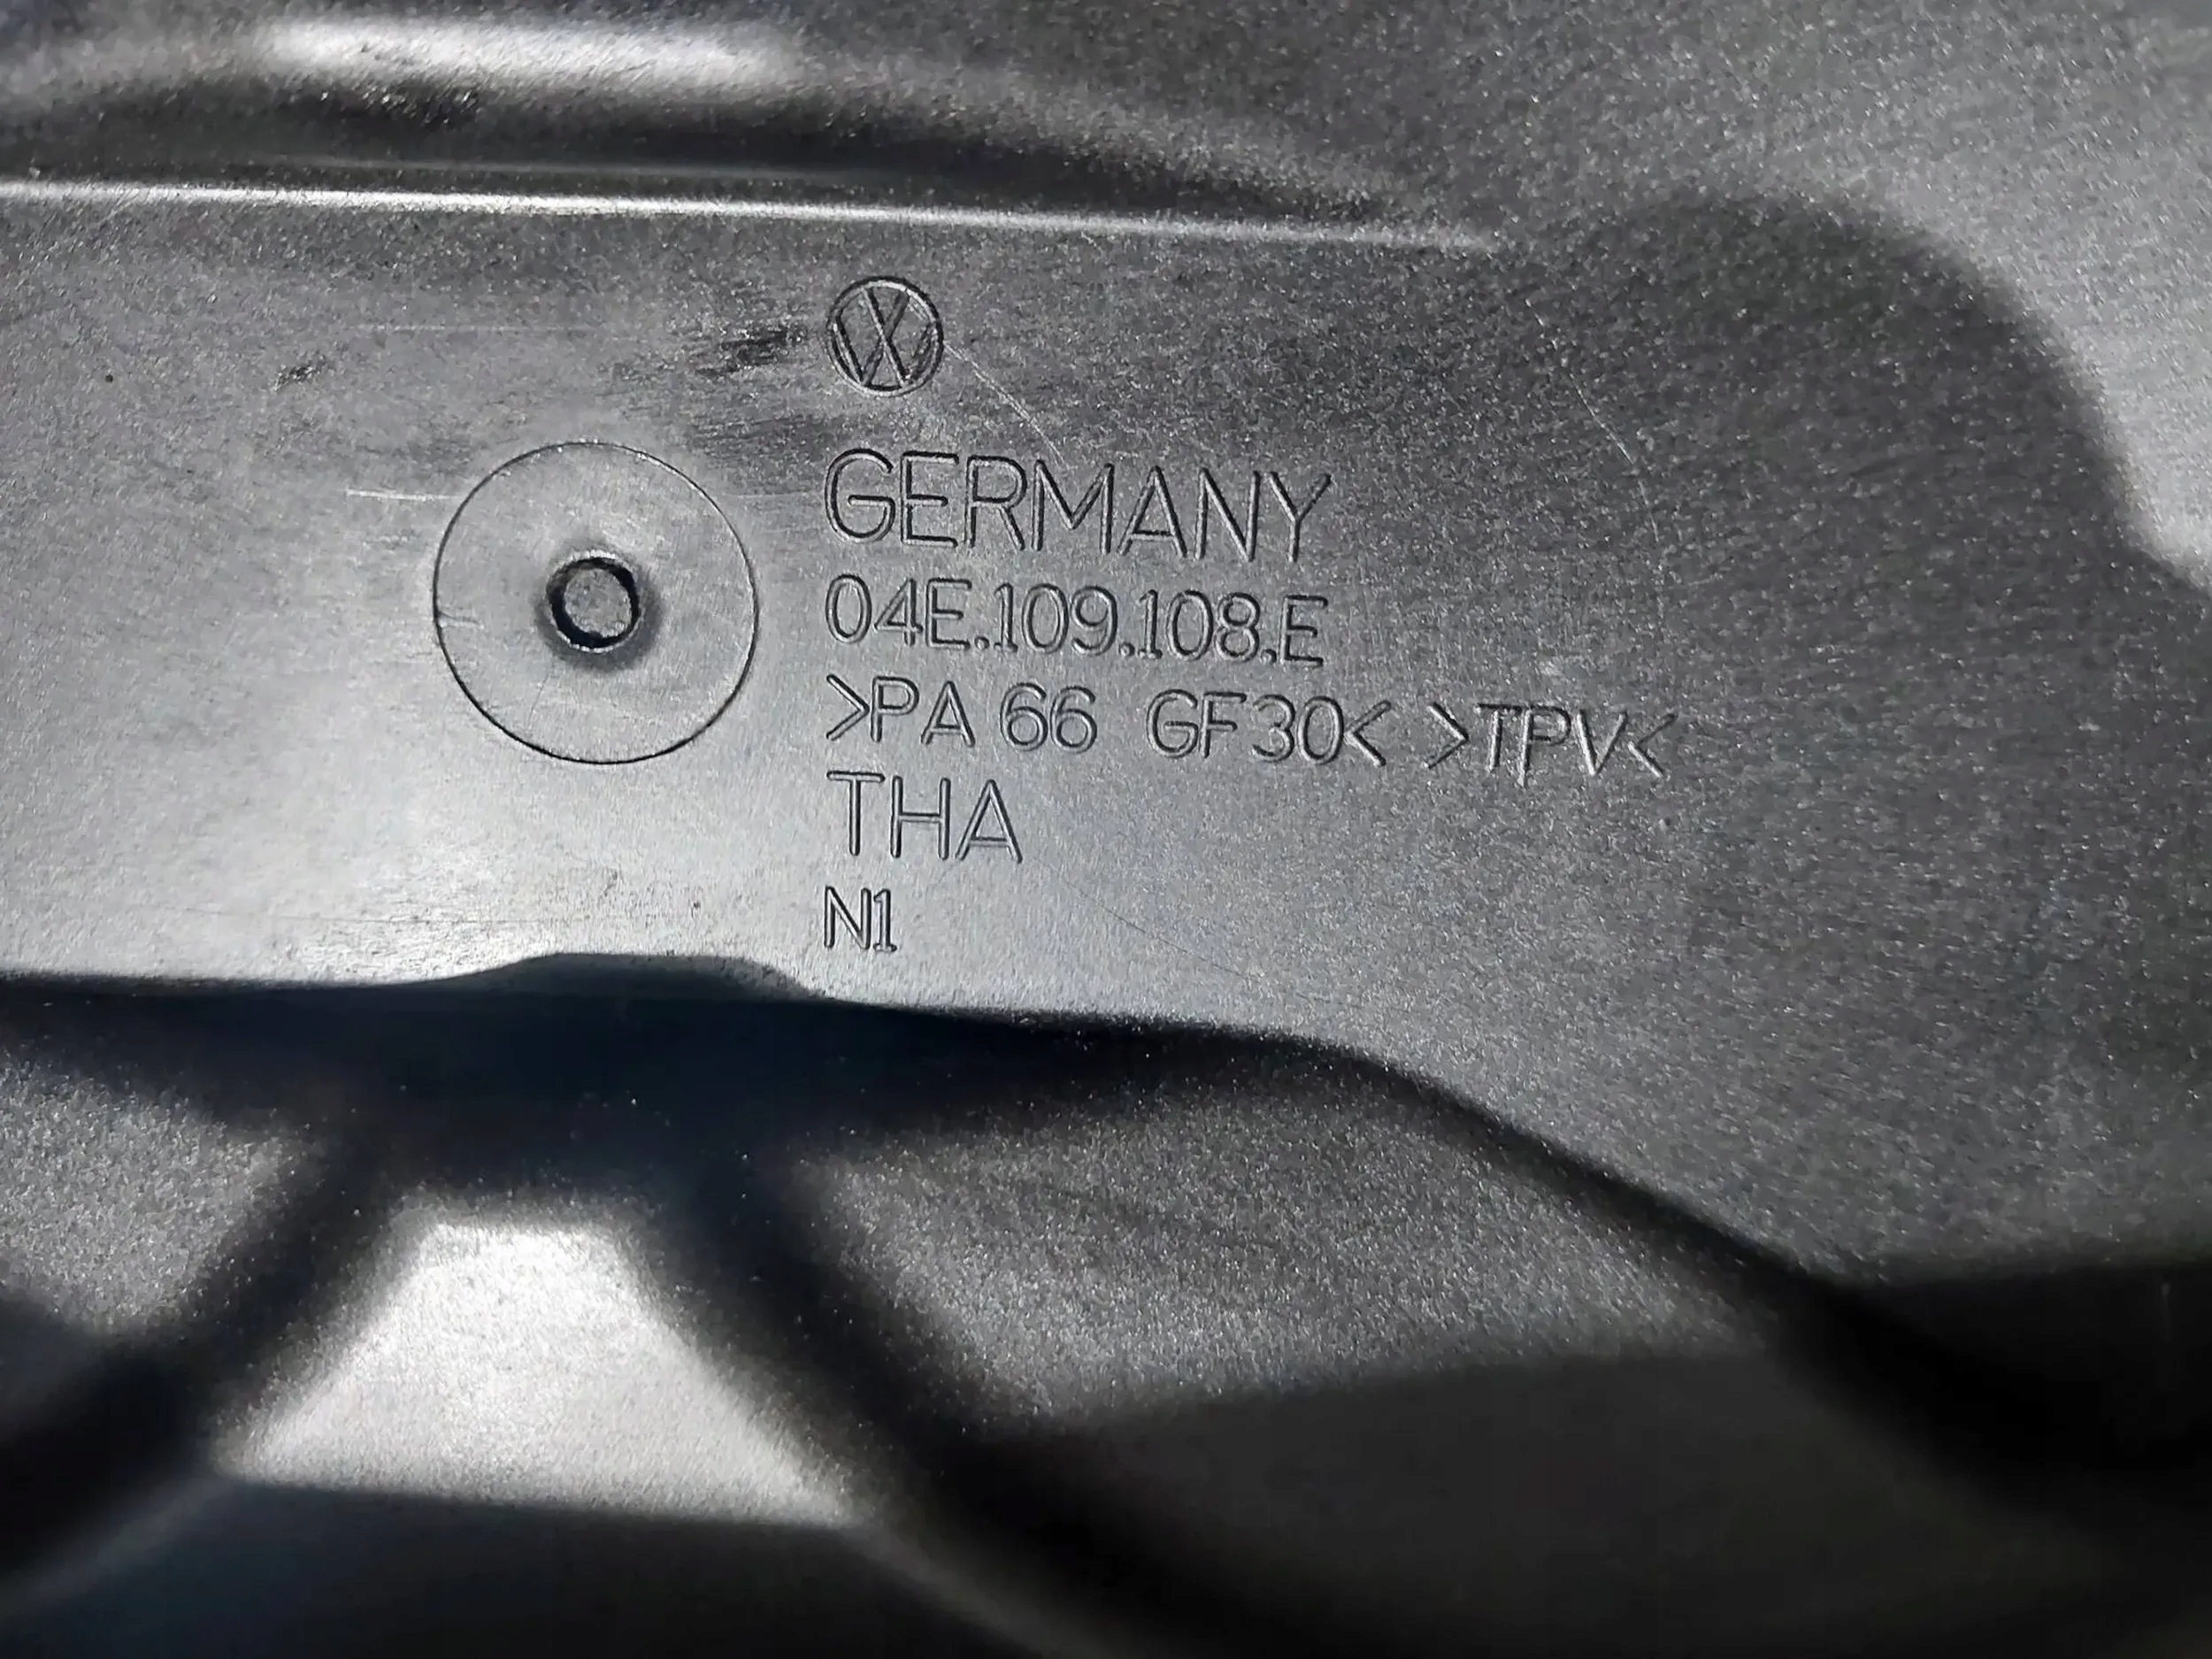 GERMANY
04E.109.108.E
>PA 66 GF30< >TPV<
THA
N1